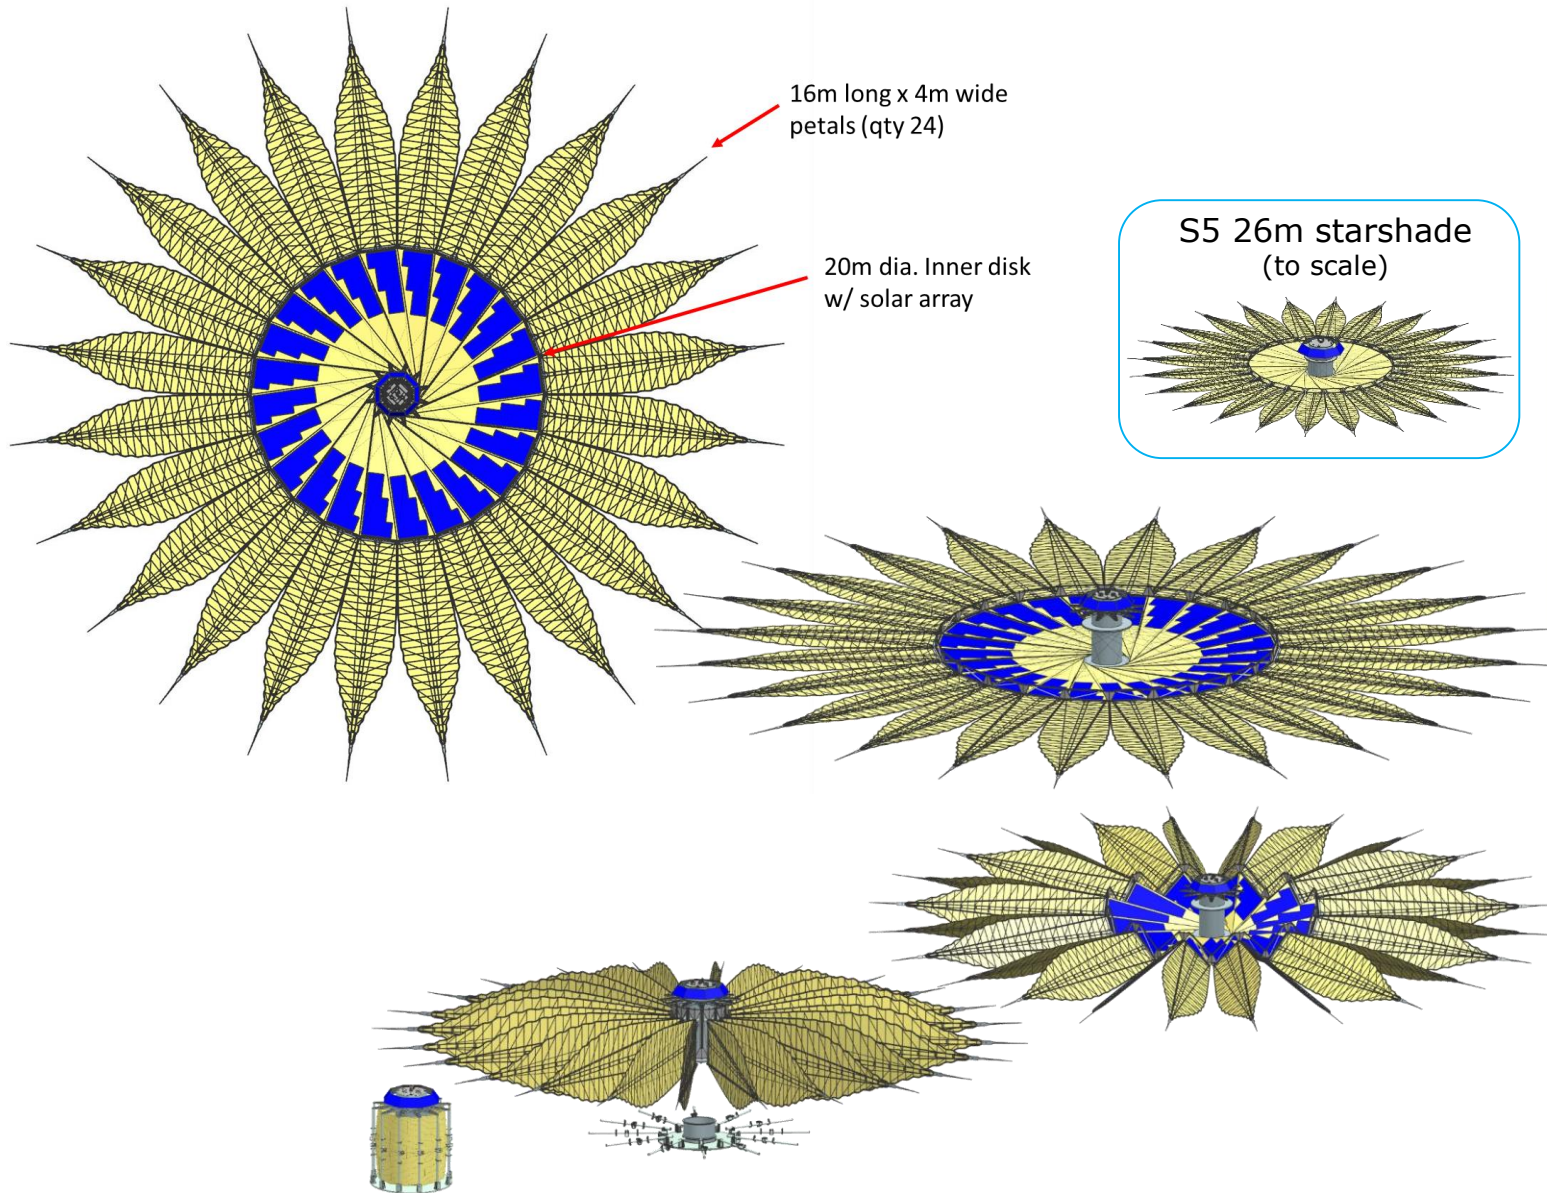 16m long x 4m wide
petals (qty 24)
S5 26m starshade
(to scale)
20m dia. Inner disk
w/ solar array